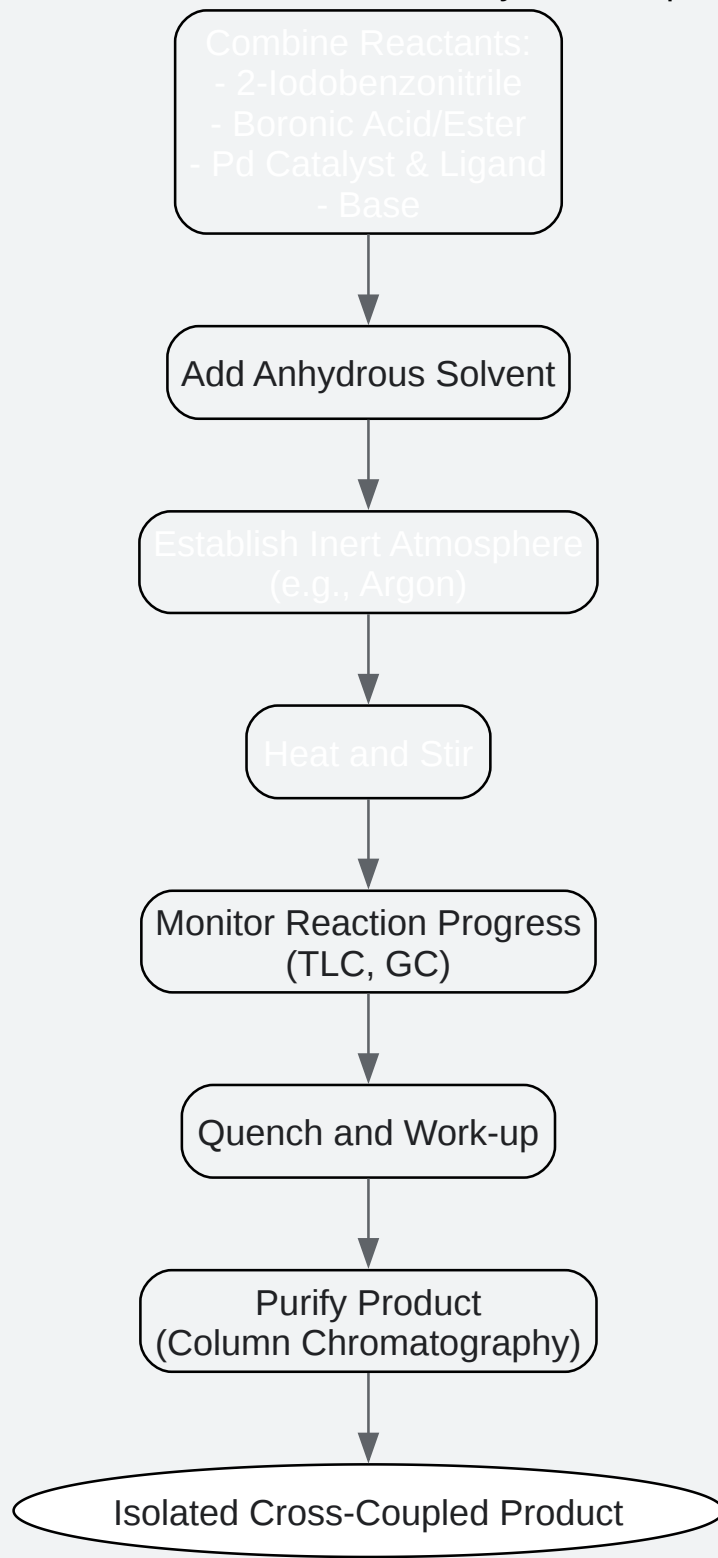 Combine Reactants:
- 2-Iodobenzonitrile
- Boronic Acid/Ester
- Pd Catalyst & Ligand
- Base
Add Anhydrous Solvent
Establish Inert Atmosphere
(e.g., Argon)
Heat and Stir
Monitor Reaction Progress
(TLC, GC)
Quench and Work-up
Purify Product
(Column Chromatography)
Isolated Cross-Coupled Product